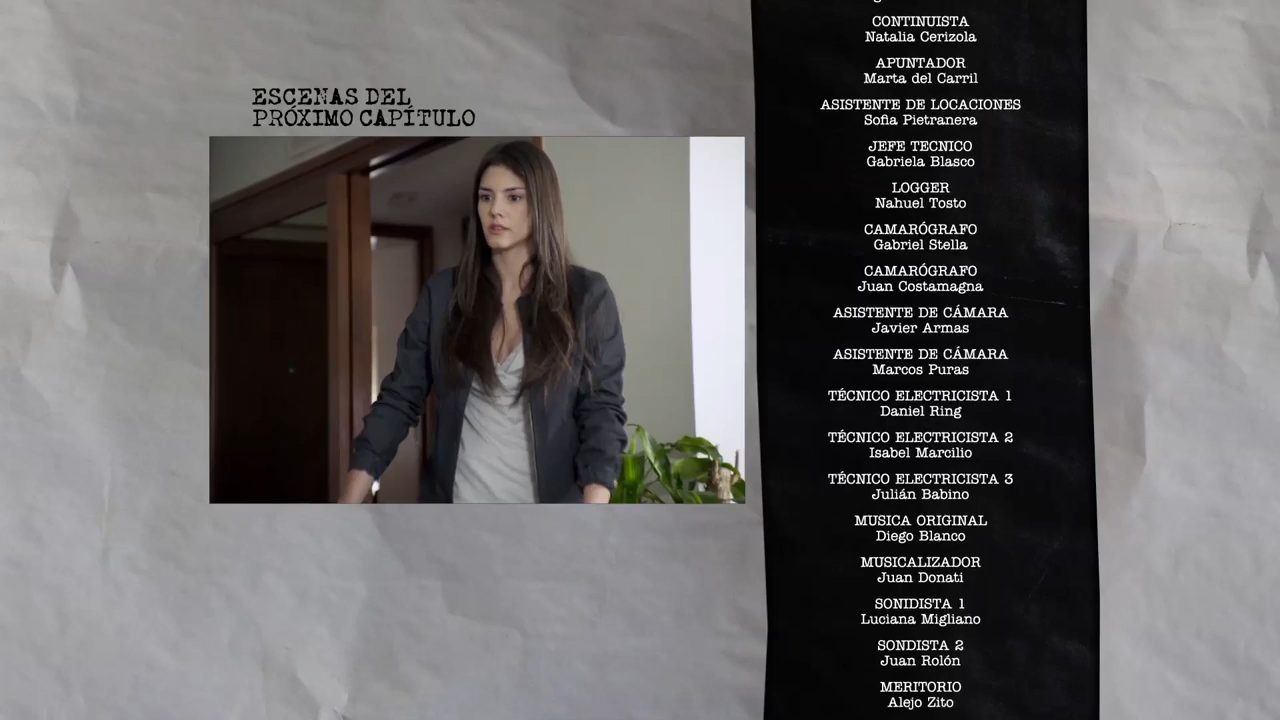 ESCENAS DEL
PRÓXIMO CAPÍTULO
CONTINUISTA
Natalia Cerizola
APUNTADOR
Marta del Carril
ASISTENTE DE LOCACIONES
Sofia Pietranera
JEFE TECNICO
Gabriela Blasco
LOGGER
Nahuel Tosto
CAMARÓGRAFO
Gabriel Stella
CAMARÓGRAFO
Juan Costamagna
ASISTENTE DE CÁMARA
Javier Armas
ASISTENTE DE CÁMARA
Marcos Puras
TÉCNICO ELECTRICISTA 1
Daniel Ring
TÉCNICO ELECTRICISTA 2
Isabel Marcilio
TÉCNICO ELECTRICISTA 3
Julián Babino
MUSICA ORIGINAL
Diego Blanco
MUSICALIZADOR
Juan Donati
SONIDISTA 1
Luciana Migliano
SONDISTA 2
Juan Rolón
MERITORIO
Alejo Zito